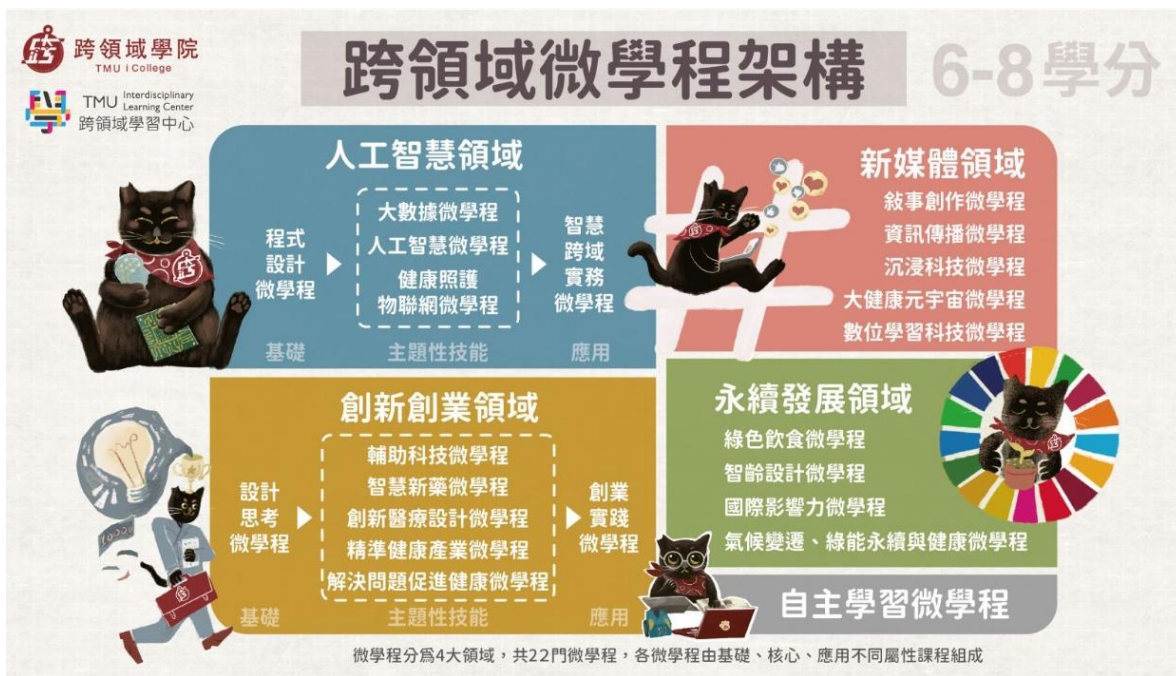 跨領域學院
TMU i College
TMU Interdisciplinary Learning Center
跨領域學習中心
跨領域微學程架構
6-8學分
人工智慧領域
程式
設計
微學程
大數據微學程
人工智慧微學程
健康照護
物聯網微學程
智慧
跨域
實務
微學程
基礎
主題性技能
應用
新媒體領域
敘事創作微學程
資訊傳播微學程
沉浸科技微學程
大健康元宇宙微學程
數位學習科技微學程
創新創業領域
設計
思考
微學程
輔助科技微學程
智慧新藥微學程
創新醫療設計微學程
精準健康產業微學程
解決問題促進健康微學程
創業
實踐
微學程
基礎
主題性技能
應用
永續發展領域
綠色飲食微學程
智齡設計微學程
國際影響力微學程
氣候變遷、綠能永續與健康微學程
自主學習微學程
微學程分爲4大領域，共22門微學程，各微學程由基礎、核心、應用不同屬性課程組成